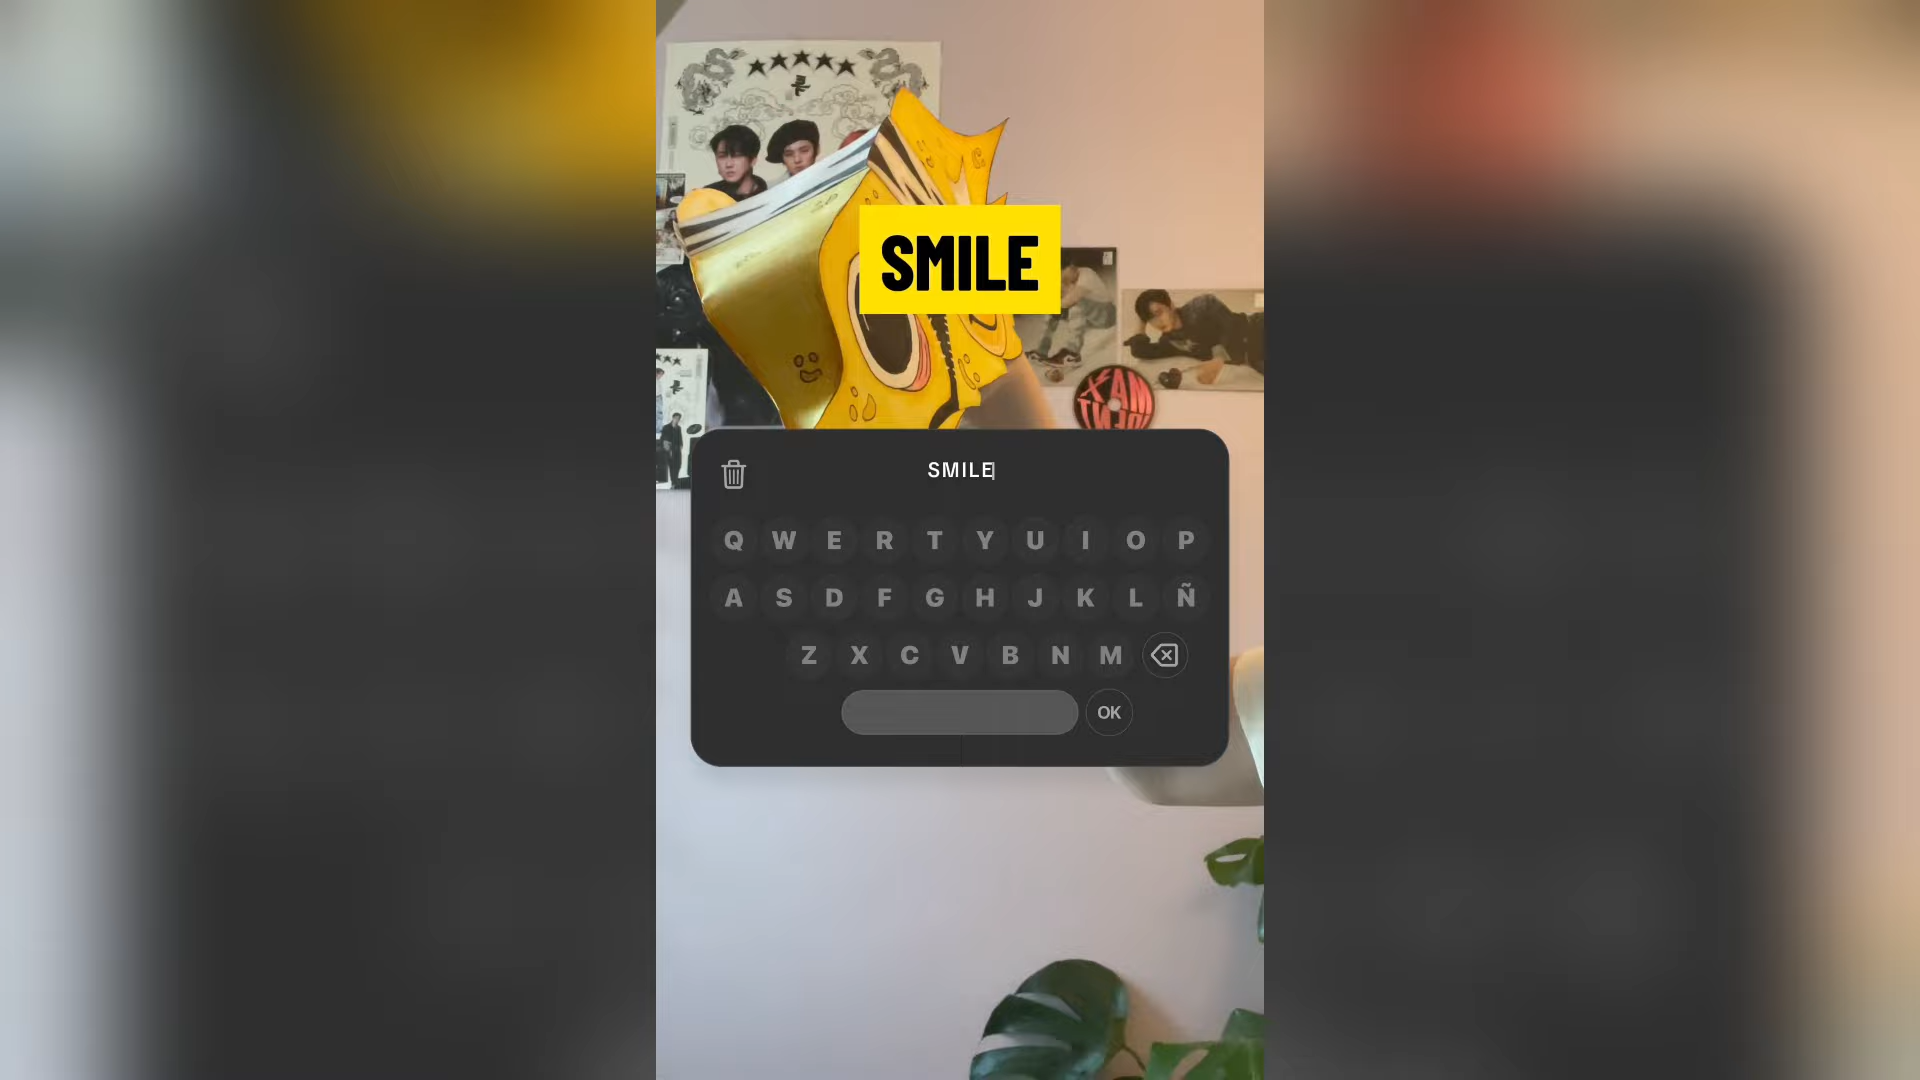 SMILE
SMILE
Q W E R T Y U I O P
A S D F G H J K L Ñ
Z X C V B N M
OK